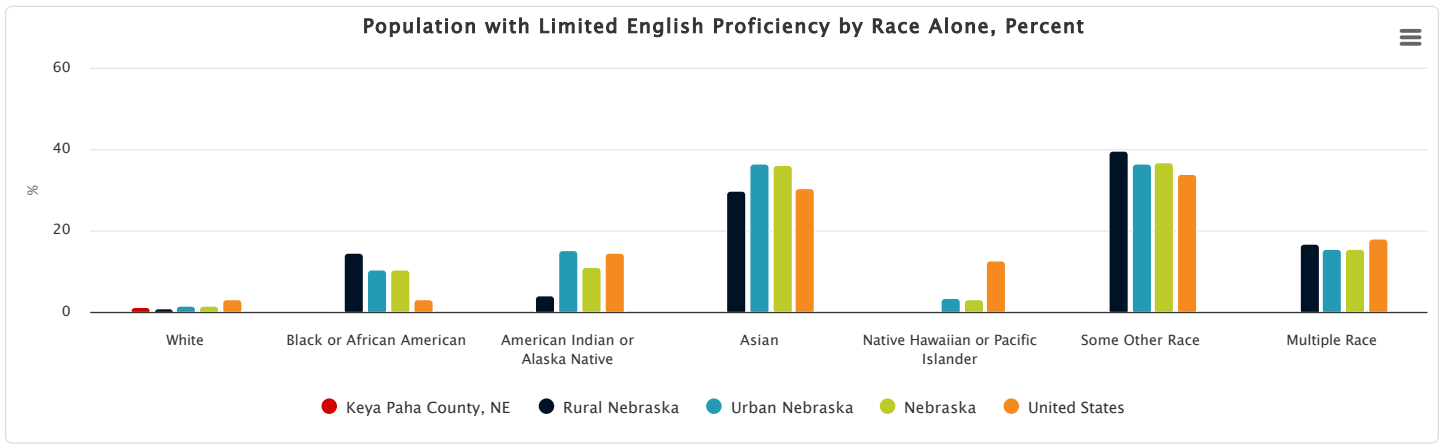 Population with Limited English Proficiency by Race Alone, Percent
60
40
%
20
0
White
Black or African American
American Indian or
Alaska Native
Asian
Native Hawaiian or Pacific
Islander
Some Other Race
Multiple Race
Keya Paha County, NE
Rural Nebraska
Urban Nebraska
Nebraska
United States